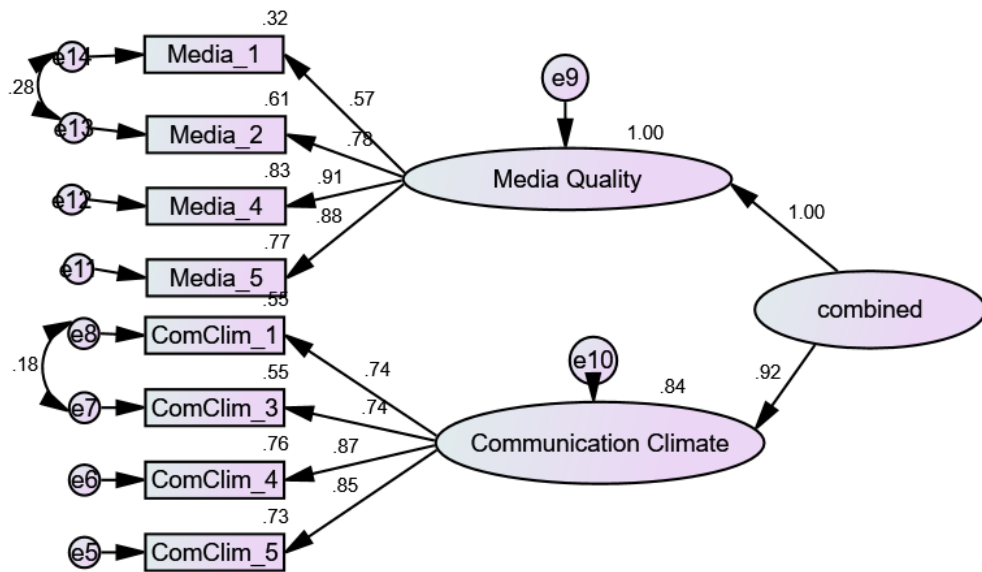 .32
e14
Media_1
.28
.57
e9
.61
e13
Media_2
.78
1.00
.83
.91
Media Quality
e12
Media_4
.88
1.00
.77
e11
Media_5
.55
combined
e8
ComClim_1
.18
.74
e10
.92
.55
.74
.84
e7
ComClim_3
.76
.87
Communication Climate
e6
ComClim_4
.85
.73
e5
ComClim_5